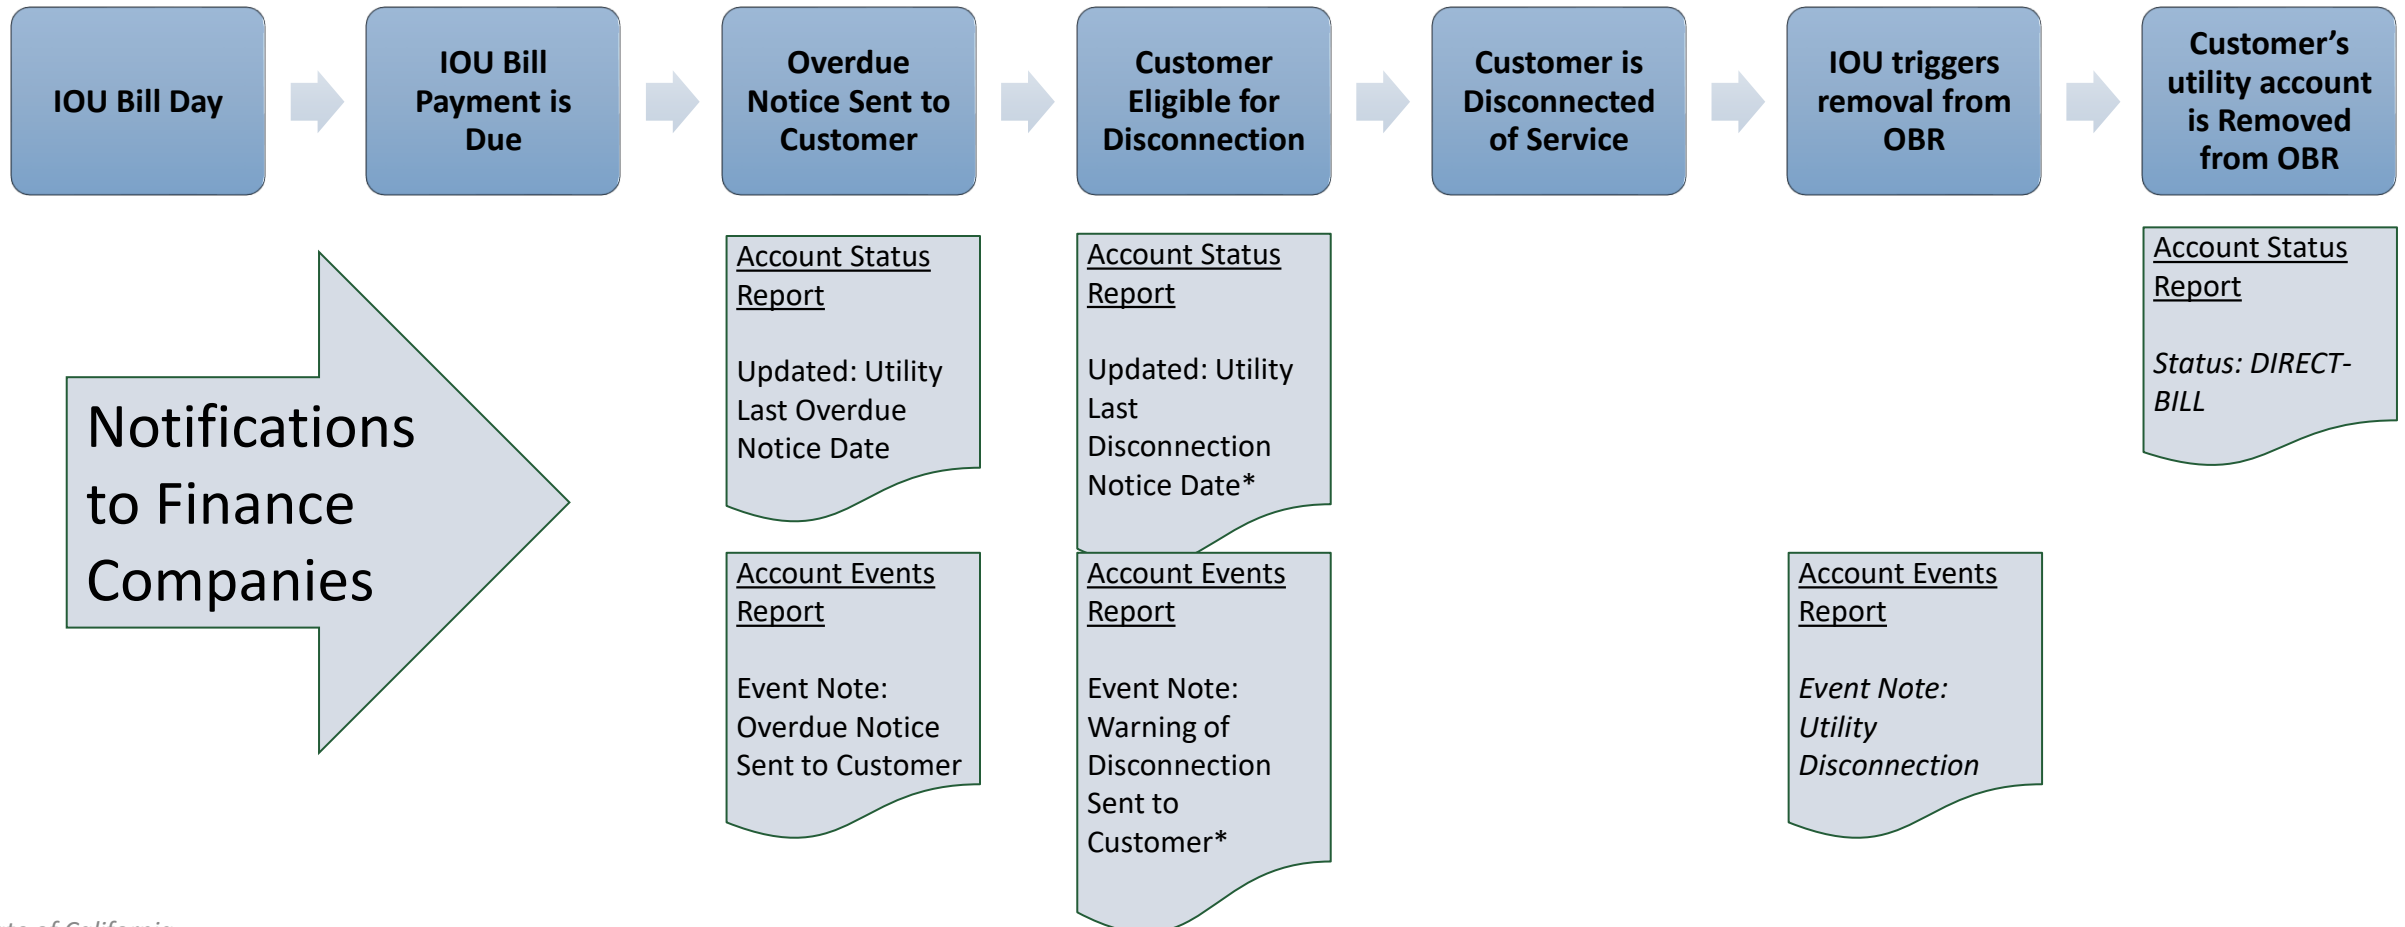 IOU Bill Day
IOU Bill
Payment is
Due
Overdue
Notice Sent to
Customer
Customer
Eligible for
Disconnection
Customer is
Disconnected
of Service
IOU triggers
removal from
OBR
Customer’s
utility account
is Removed
from OBR
Notifications
to Finance
Companies
Account Status
Report
Updated: Utility
Last Overdue
Notice Date
Account Status
Report
Updated: Utility
Last
Disconnection
Notice Date*
Account Status
Report
Status: DIRECT-
BILL
Account Events
Report
Event Note:
Overdue Notice
Sent to Customer
Account Events
Report
Event Note:
Warning of
Disconnection
Sent to
Customer*
Account Events
Report
Event Note:
Utility
Disconnection
of California